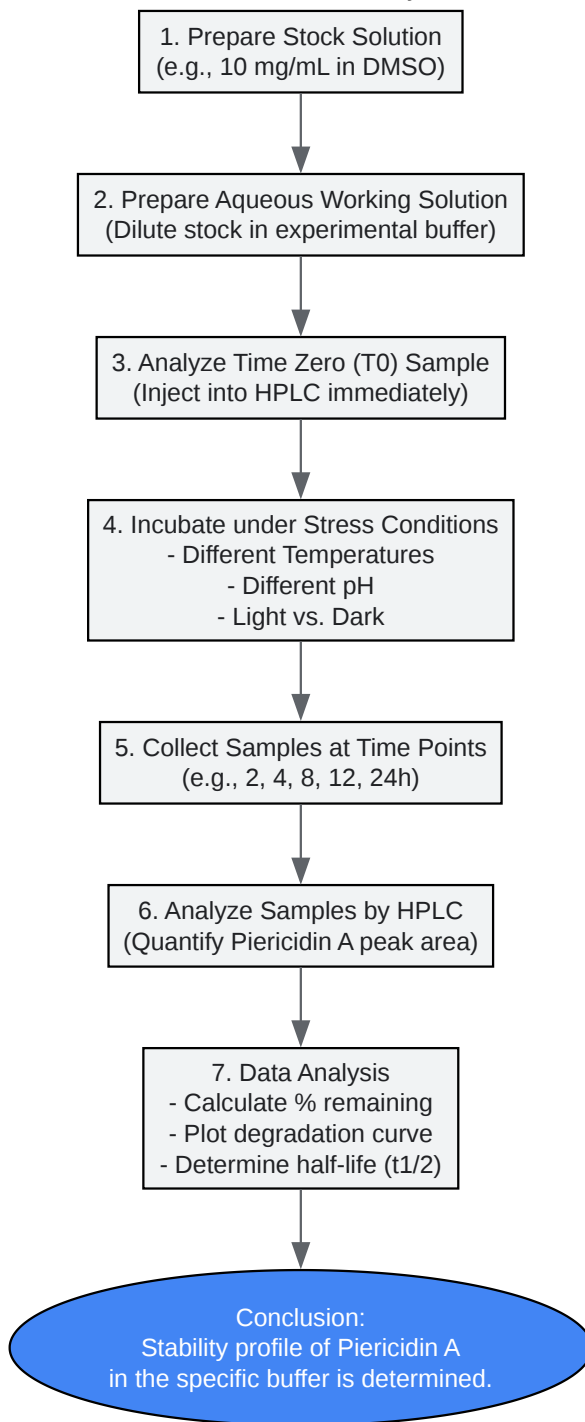 1. Prepare Stock Solution
(e.g., 10 mg/mL in DMSO)
2. Prepare Aqueous Working Solution
(Dilute stock in experimental buffer)
3. Analyze Time Zero (T0) Sample
(Inject into HPLC immediately)
4. Incubate under Stress Conditions
- Different Temperatures
- Different pH
- Light vs. Dark
5. Collect Samples at Time Points
(e.g., 2, 4, 8, 12, 24h)
6. Analyze Samples by HPLC
(Quantify Piericidin A peak area)
7. Data Analysis
- Calculate % remaining
- Plot degradation curve
- Determine half-life (t1/2)
Conclusion:
Stability profile of Piericidin A
in the specific buffer is determined.